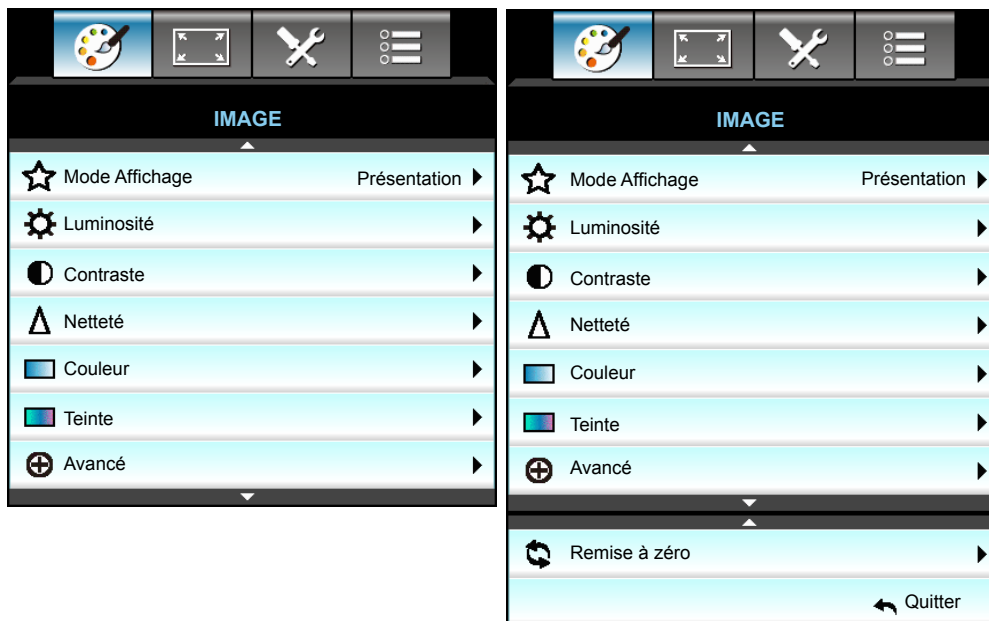 IMAGE
Mode Affichage Présentation
Luminosité
Contraste
Netteté
Couleur
Teinte
Avancé
IMAGE
Mode Affichage Présentation
Luminosité
Contraste
Netteté
Couleur
Teinte
Avancé
Remise à zéro
Quitter